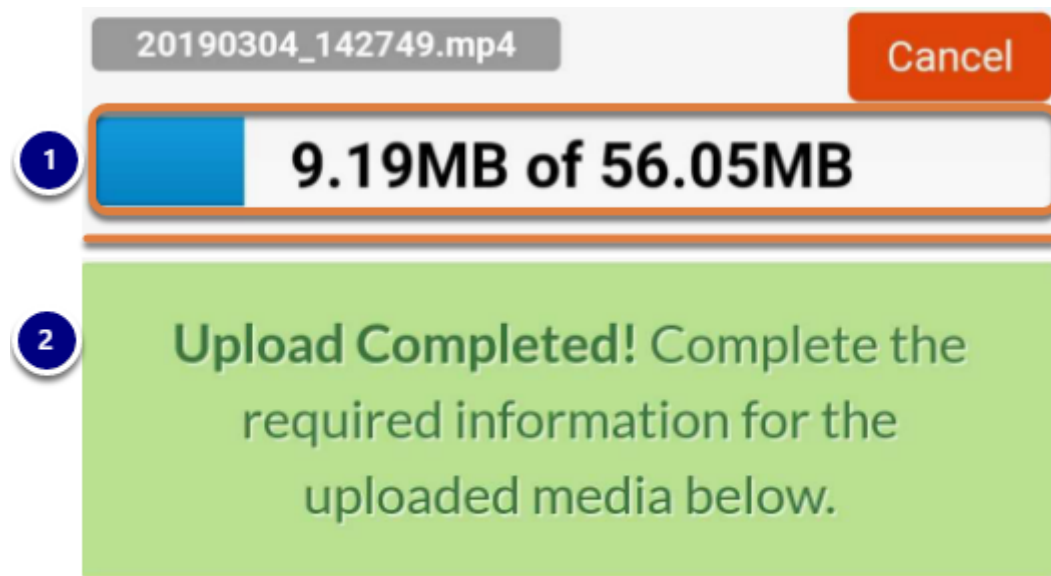 20190304_142749.mp4
Cancel
1
9.19MB of 56.05MB
2
Upload Completed! Complete the
required information for the
uploaded media below.